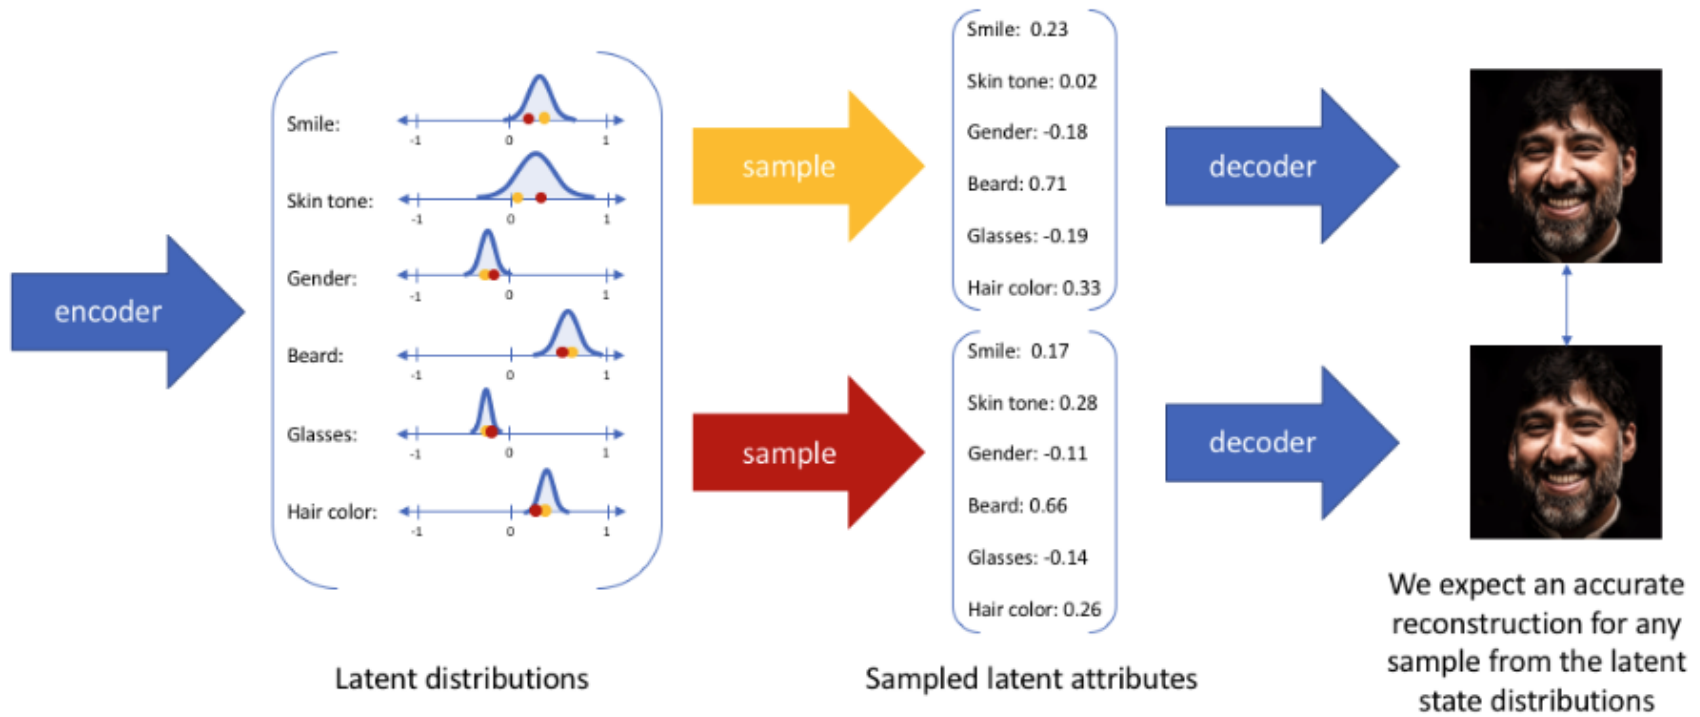 encoder
Smile:
-1 0 1
Skin tone:
-1 0 1
Gender:
-1 0 1
Beard:
-1 0 1
Glasses:
-1 0 1
Hair color:
-1 0 1
Latent distributions
sample
sample
Smile: 0.23
Skin tone: 0.02
Gender: -0.18
Beard: 0.71
Glasses: -0.19
Hair color: 0.33
Smile: 0.17
Skin tone: 0.28
Gender: -0.11
Beard: 0.66
Glasses: -0.14
Hair color: 0.26
Sampled latent attributes
decoder
decoder
We expect an accurate
reconstruction for any
sample from the latent
state distributions